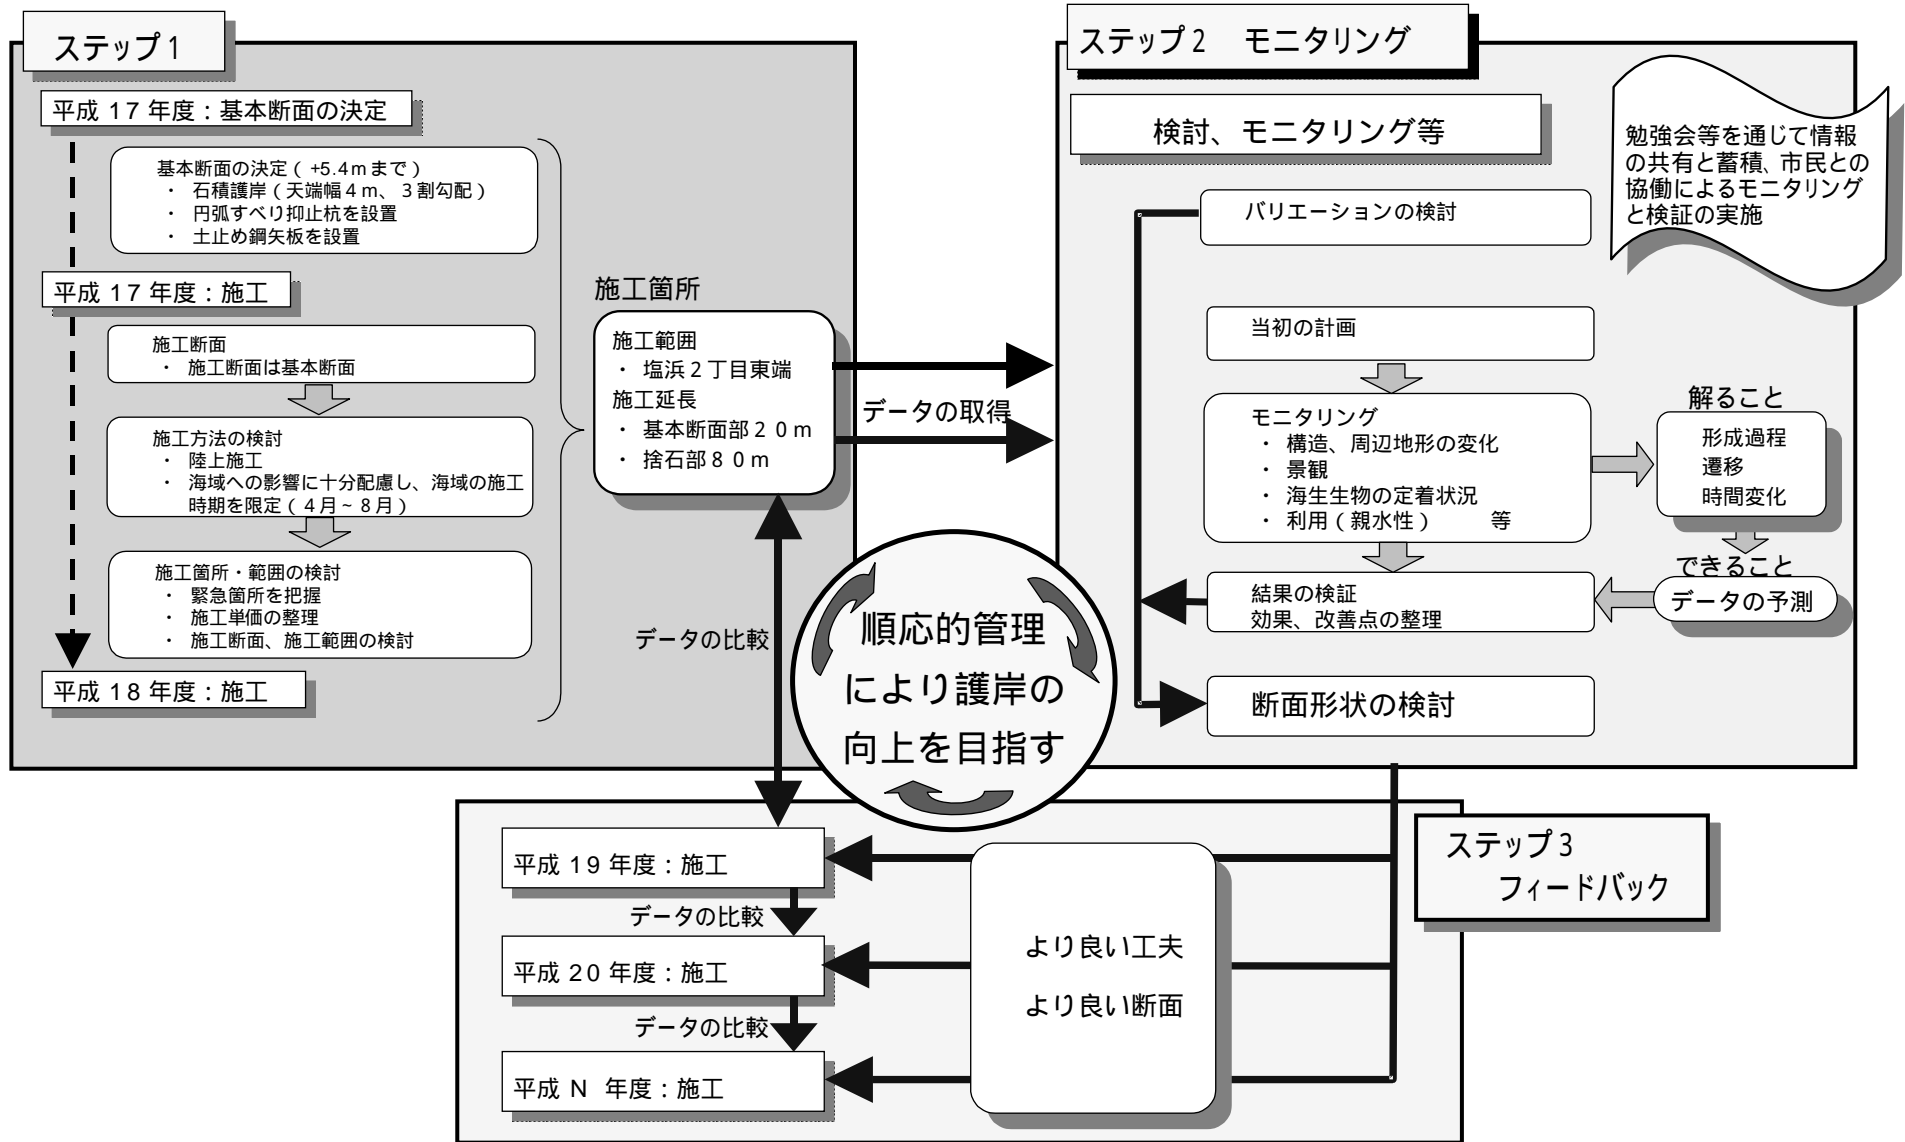 ステップ1
平成 17 年度：基本断面の決定
基本断面の決定（ +5.4mまで）
・ 石積護岸（天端幅４ｍ、３割勾配）
・ 円弧すべり抑止杭を設置
・ 土止め鋼矢板を設置
平成 17 年度：施工
施工断面
・ 施工断面は基本断面
施工方法の検討
・ 陸上施工
・ 海域への影響に十分配慮し、海域の施工
時期を限定（４月～８月）
施工箇所・範囲の検討
・ 緊急箇所を把握
・ 施工単価の整理
・ 施工断面、施工範囲の検討
平成 18 年度：施工
施工箇所
施工範囲
・ 塩浜２丁目東端
施工延長
・ 基本断面部２０ｍ
・ 捨石部８０ｍ
データの取得
データの比較
順応的管理
により護岸の
向上を目指す
ステップ２　モニタリング
検討、モニタリング等
勉強会等を通じて情報
の共有と蓄積、市民との
協働によるモニタリング
と検証の実施
バリエーションの検討
当初の計画
モニタリング
・ 構造、周辺地形の変化
・ 景観
・ 海生生物の定着状況
・ 利用（親水性）　　等
解ること
形成過程
遷移
時間変化
できること
データの予測
結果の検証
効果、改善点の整理
断面形状の検討
ステップ３
フィードバック
平成 19 年度：施工
データの比較
平成 20 年度：施工
データの比較
平成 N 年度：施工
より良い工夫
より良い断面